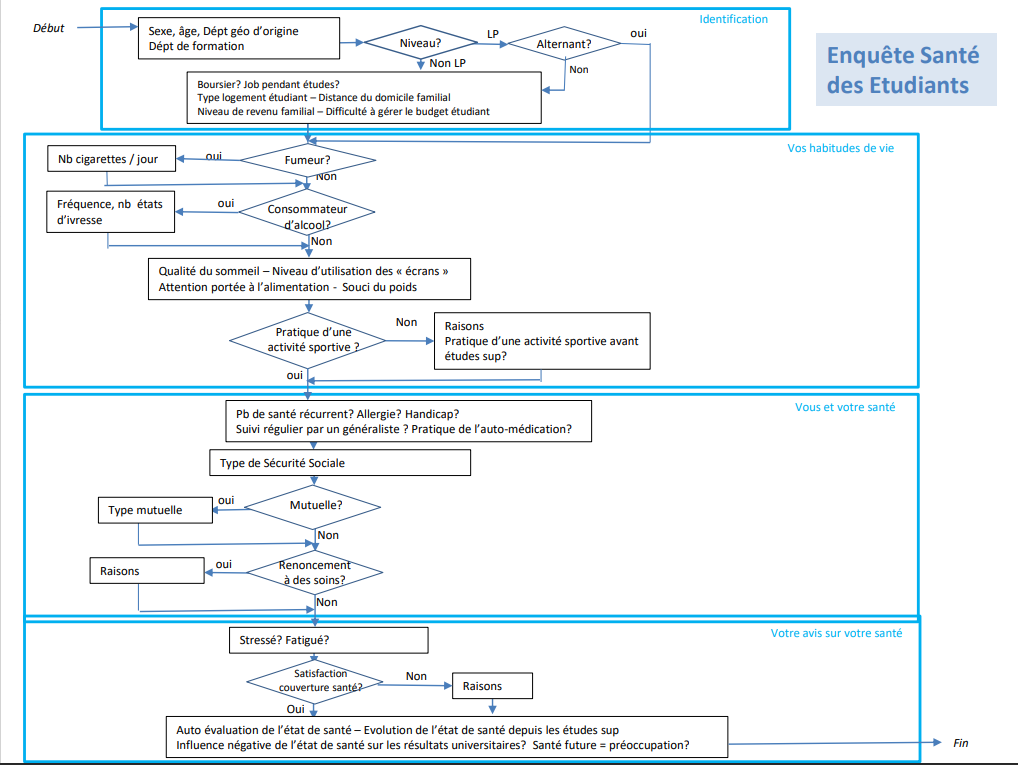 Identification
Début
Sexe, âge, Dépt géo d’origine
Dépt de formation
Niveau?
LP
Alternant?
oui
Non LP
Non
Enquête Santé
des Etudiants
Boursier? Job pendant études?
Type logement étudiant – Distance du domicile familial
Niveau de revenu familial – Difficulté à gérer le budget étudiant
Vos habitudes de vie
Nb cigarettes / jour
oui
Fumeur?
Non
Fréquence, nb états
d’ivresse
oui
Consommateur
d’alcool?
Non
Qualité du sommeil – Niveau d’utilisation des « écrans »
Attention portée à l’alimentation - Souci du poids
Pratique d’une
activité sportive ?
Non
Raisons
Pratique d’une activité sportive avant
études sup?
oui
Vous et votre santé
Pb de santé récurrent? Allergie? Handicap?
Suivi régulier par un généraliste ? Pratique de l’auto-médication?
Type de Sécurité Sociale
Type mutuelle
oui
Mutuelle?
Non
Raisons
oui
Renoncement
à des soins?
Non
Votre avis sur votre santé
Stressé? Fatigué?
Satisfaction
couverture santé?
Non
Raisons
Oui
Auto évaluation de l’état de santé – Evolution de l’état de santé depuis les études sup
Influence négative de l’état de santé sur les résultats universitaires? Santé future = préoccupation?
Fin